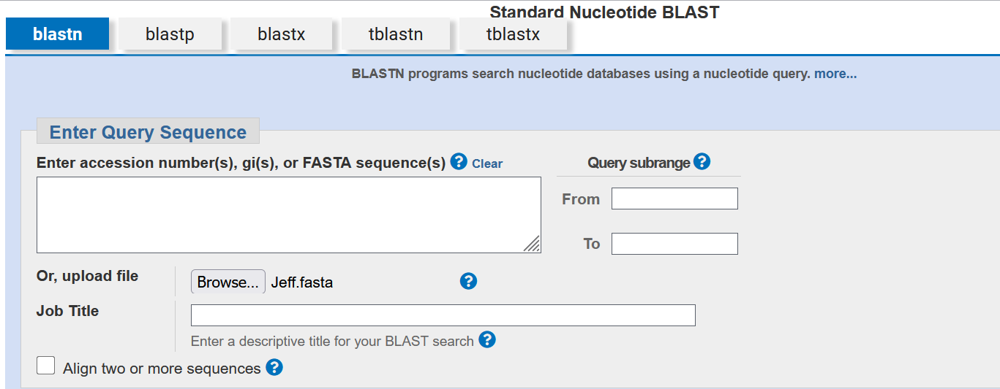 Standard Nucleotide BLAST
blastn blastp blastx tblastn tblastx
BLASTN programs search nucleotide databases using a nucleotide query. more...
Enter Query Sequence
Enter accession number(s), gi(s), or FASTA sequence(s) ? Clear
Query subrange ?
From
To
Or, upload file Browse... Jeff.fasta ?
Job Title
Enter a descriptive title for your BLAST search ?
Align two or more sequences ?